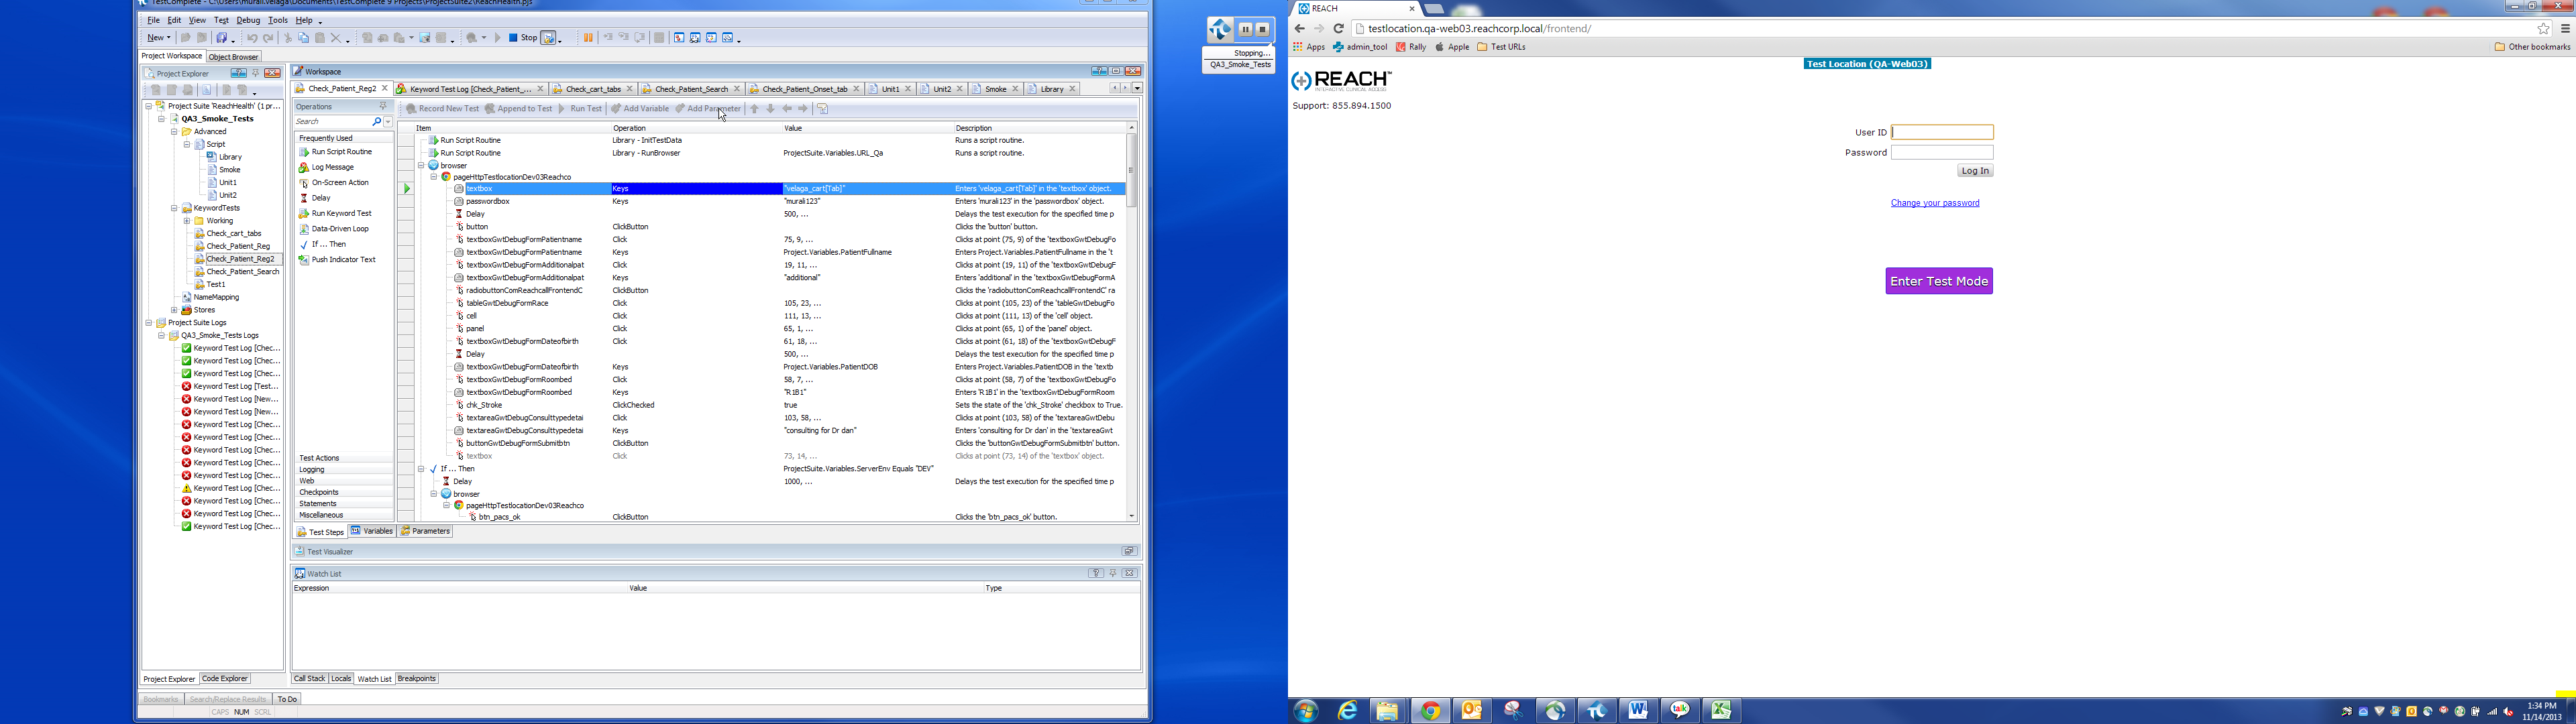 TestComplete - C:\Users\murali.velaga\Documents\TestComplete 9 Projects\ProjectSuite2\ReachHealth.pjs
File Edit View Test Debug Tools Help
New Stop
Project Workspace Object Browser
Project Explorer
Project Suite 'ReachHealth' (1 pr...
QA3_Smoke_Tests
Advanced
Script
Library
Smoke
Unit1
Unit2
KeywordTests
Working
Check_cart_tabs
Check_Patient_Reg
Check_Patient_Reg2
Check_Patient_Search
Test1
NameMapping
Stores
Project Suite Logs
QA3_Smoke_Tests Logs
Keyword Test Log [Chec...
Keyword Test Log [Chec...
Keyword Test Log [Chec...
Keyword Test Log [Test...
Keyword Test Log [New...
Keyword Test Log [New...
Keyword Test Log [Chec...
Keyword Test Log [Chec...
Keyword Test Log [Chec...
Keyword Test Log [Chec...
Keyword Test Log [Chec...
Keyword Test Log [Chec...
Keyword Test Log [Chec...
Keyword Test Log [Chec...
Keyword Test Log [Chec...
Project Explorer Code Explorer
Workspace
Check_Patient_Reg2 Keyword Test Log [Check_Patient_... Check_cart_tabs Check_Patient_Search Check_Patient_Onset_tab Unit1 Unit2 Smoke Library
Operations
Search
Frequently Used
Run Script Routine
Log Message
On-Screen Action
Delay
Run Keyword Test
Data-Driven Loop
If ... Then
Push Indicator Text
Test Actions
Logging
Web
Checkpoints
Statements
Miscellaneous
Record New Test Append to Test Run Test Add Variable Add Parameter
Item Operation Value Description
Run Script Routine Library - InitTestData Runs a script routine.
Run Script Routine Library - RunBrowser ProjectSuite.Variables.URL_Qa Runs a script routine.
browser
pageHttpTestlocationDev03Reachco
textbox Keys "velaga_cart[Tab]" Enters 'velaga_cart[Tab]' in the 'textbox' object.
passwordbox Keys "murali123" Enters 'murali123' in the 'passwordbox' object.
Delay 500, ... Delays the test execution for the specified time p
button ClickButton Clicks the 'button' button.
textboxGwtDebugFormPatientname Click 75, 9, ... Clicks at point (75, 9) of the 'textboxGwtDebugFo
textboxGwtDebugFormPatientname Keys Project.Variables.PatientFullname Enters Project.Variables.PatientFullname in the 't
textboxGwtDebugFormAdditionalpat Click 19, 11, ... Clicks at point (19, 11) of the 'textboxGwtDebugF
textboxGwtDebugFormAdditionalpat Keys "additional" Enters 'additional' in the 'textboxGwtDebugFormA
radiobuttonComReachcallFrontendC ClickButton Clicks the 'radiobuttonComReachcallFrontendC' ra
tableGwtDebugFormRace Click 105, 23, ... Clicks at point (105, 23) of the 'tableGwtDebugFo
cell Click 111, 13, ... Clicks at point (111, 13) of the 'cell' object.
panel Click 65, 1, ... Clicks at point (65, 1) of the 'panel' object.
textboxGwtDebugFormDateofbirth Click 61, 18, ... Clicks at point (61, 18) of the 'textboxGwtDebugF
Delay 500, ... Delays the test execution for the specified time p
textboxGwtDebugFormDateofbirth Keys Project.Variables.PatientDOB Enters Project.Variables.PatientDOB in the 'textb
textboxGwtDebugFormRoombed Click 58, 7, ... Clicks at point (58, 7) of the 'textboxGwtDebugFo
textboxGwtDebugFormRoombed Keys "R1B1" Enters 'R1B1' in the 'textboxGwtDebugFormRoom
chk_Stroke ClickChecked true Sets the state of the 'chk_Stroke' checkbox to True.
textareaGwtDebugConsulttypedetai Click 103, 58, ... Clicks at point (103, 58) of the 'textareaGwtDebu
textareaGwtDebugConsulttypedetai Keys "consulting for Dr dan" Enters 'consulting for Dr dan' in the 'textareaGwt
buttonGwtDebugFormSubmitbtn ClickButton Clicks the 'buttonGwtDebugFormSubmitbtn' button.
textbox Click 73, 14, ... Clicks at point (73, 14) of the 'textbox' object.
If ... Then ProjectSuite.Variables.ServerEnv Equals "DEV"
Delay 1000, ... Delays the test execution for the specified time p
browser
pageHttpTestlocationDev03Reachco
btn_pacs_ok ClickButton Clicks the 'btn_pacs_ok' button.
Test Steps Variables Parameters
Test Visualizer
Watch List
Expression Value Type
Call Stack Locals Watch List Breakpoints
Bookmarks Search/Replace Results To Do
CAPS NUM SCRL
Stopping...
QA3_Smoke_Tests
REACH
testlocation.qa-web03.reachcorp.local/frontend/
Apps admin_tool Rally Apple Test URLs Other bookmarks
Test Location (QA-Web03)
REACH™
INTERACTIVE CLINICAL ACCESS
Support: 855.894.1500
User ID
Password
Log In
Change your password
Enter Test Mode
talk
1:34 PM
11/14/2013